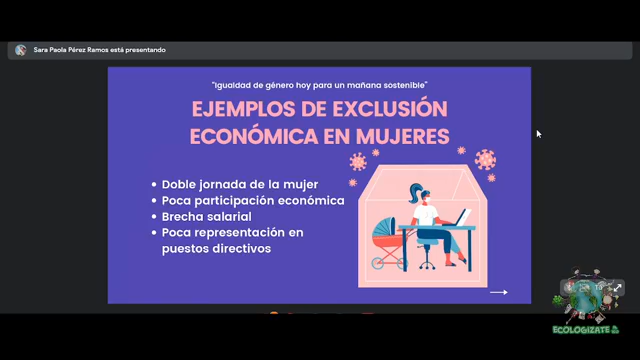 Sara Paola Pérez Ramos está presentando
"Igualdad de género hoy para un mañana sostenible"
EJEMPLOS DE EXCLUSIÓN
ECONÓMICA EN MUJERES
• Doble jornada de la mujer
• Poca participación económica
• Brecha salarial
• Poca representación en
puestos directivos
ECOLOGIZATE